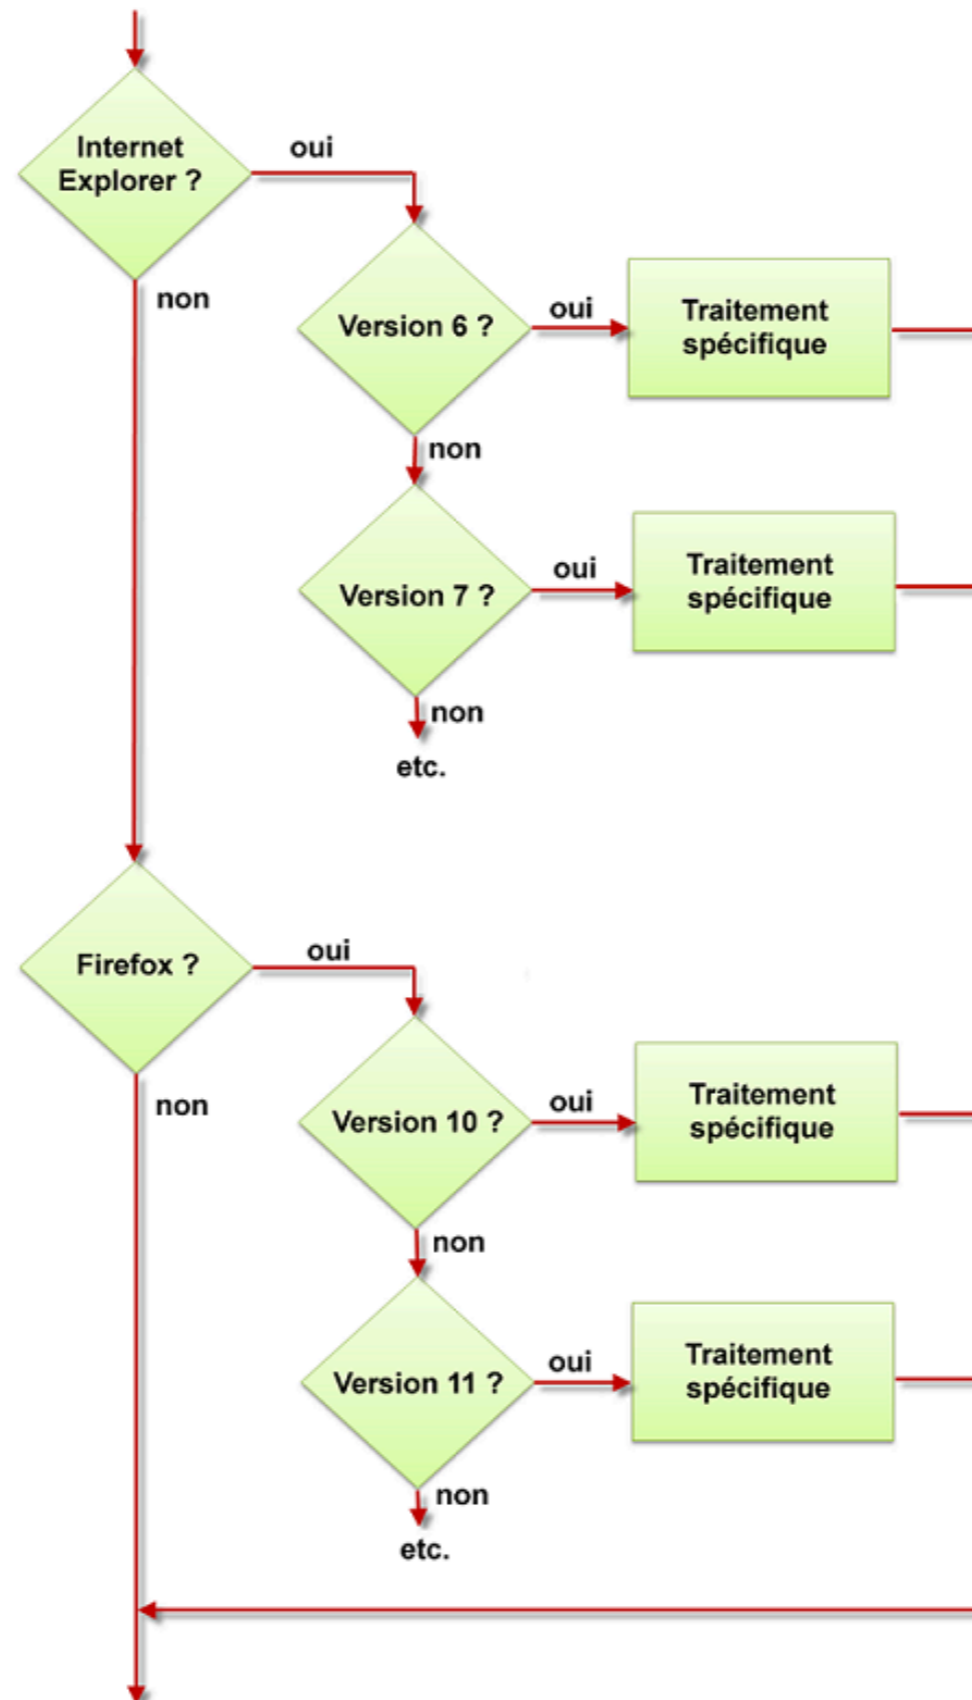 Internet
Explorer ?
oui
non
Version 6 ?
oui
Traitement
spécifique
non
Version 7 ?
oui
Traitement
spécifique
non
etc.
Firefox ?
oui
non
Version 10 ?
oui
Traitement
spécifique
non
Version 11 ?
oui
Traitement
spécifique
non
etc.